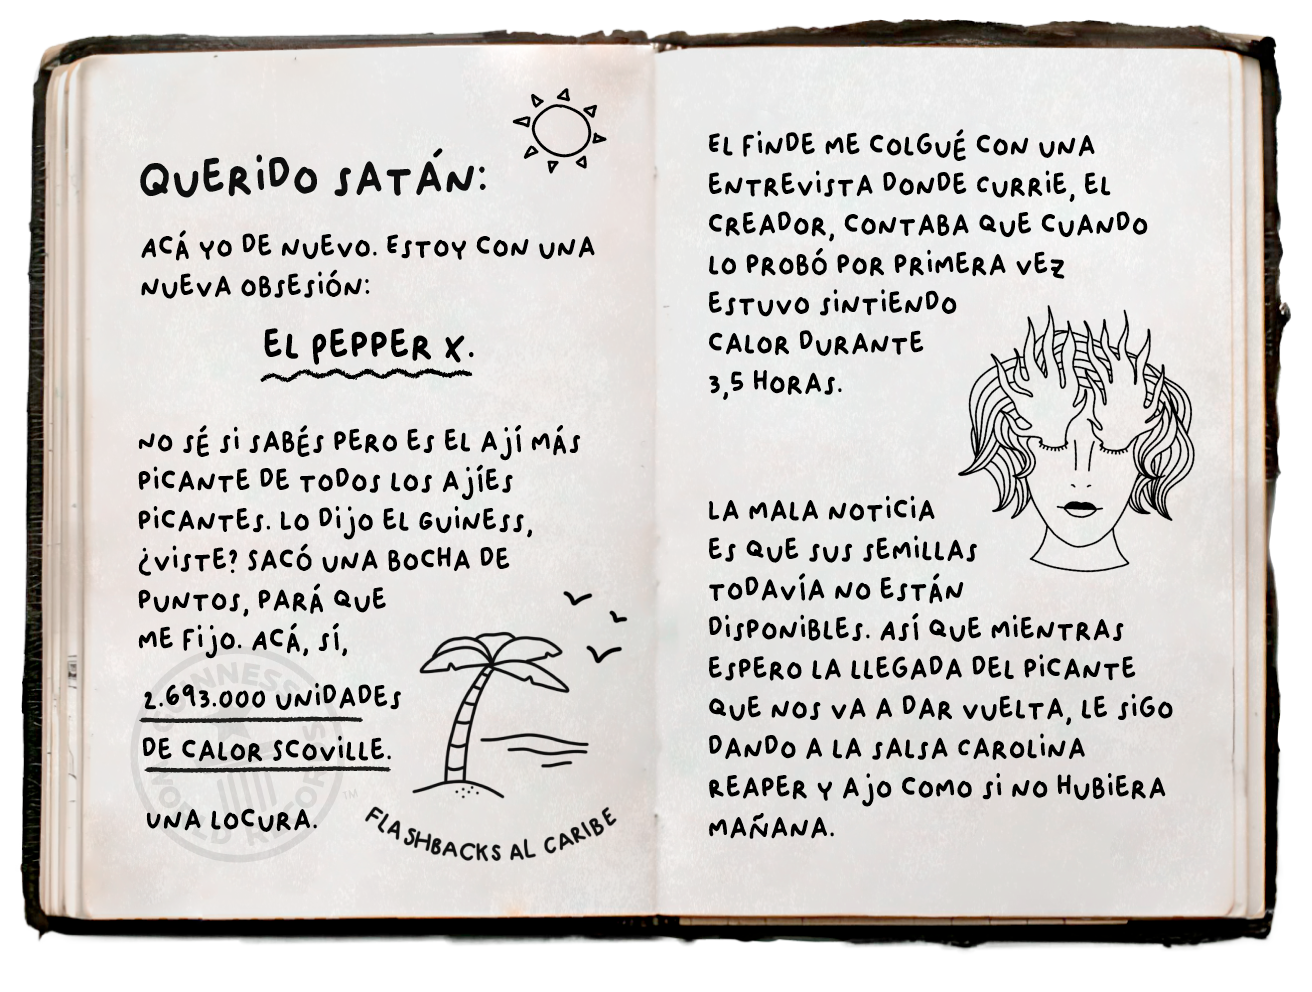 QUERIDO SATÁN:
ACÁ YO DE NUEVO. ESTOY CON UNA
NUEVA OBSESIÓN:
EL PEPPER X.
NO SÉ SI SABÉS PERO ES EL AJÍ MÁS
PICANTE DE TODOS LOS AJÍES
PICANTES. LO DIJO EL GUINESS,
¿VISTE? SACÓ UNA BOCHA DE
PUNTOS, PARÁ QUE
ME FIJO. ACÁ, SÍ,
2.693.000 UNIDADES
DE CALOR SCOVILLE.
UNA LOCURA.
GUINNESS WORLD RECORDS
TM
FLASHBACKS AL CARIBE
EL FINDE ME COLGUÉ CON UNA
ENTREVISTA DONDE CURRIE, EL
CREADOR, CONTABA QUE CUANDO
LO PROBÓ POR PRIMERA VEZ
ESTUVO SINTIENDO
CALOR DURANTE
3,5 HORAS.
LA MALA NOTICIA
ES QUE SUS SEMILLAS
TODAVÍA NO ESTÁN
DISPONIBLES. ASÍ QUE MIENTRAS
ESPERO LA LLEGADA DEL PICANTE
QUE NOS VA A DAR VUELTA, LE SIGO
DANDO A LA SALSA CAROLINA
REAPER Y AJO COMO SI NO HUBIERA
MAÑANA.